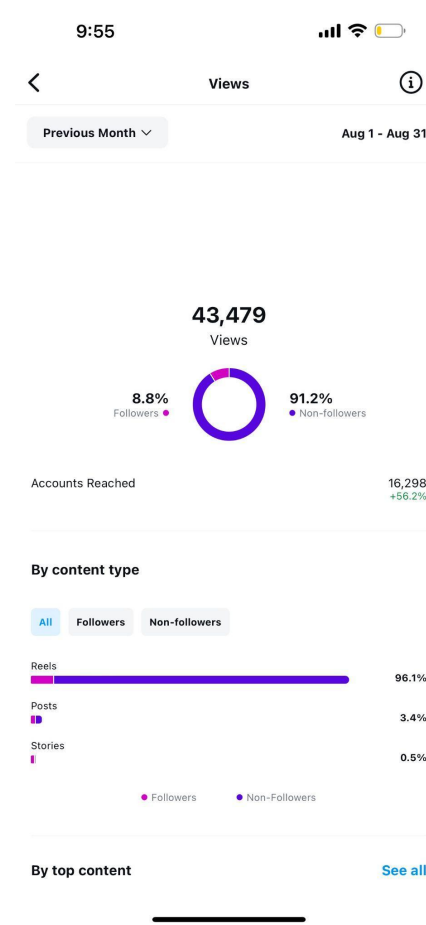 9:55
Views
Previous Month
Aug 1 - Aug 31
43,479
Views
8.8%
Followers
91.2%
Non-followers
Accounts Reached
16,298
+56.2%
By content type
All Followers Non-followers
Reels
96.1%
Posts
3.4%
Stories
0.5%
Followers Non-Followers
By top content See all